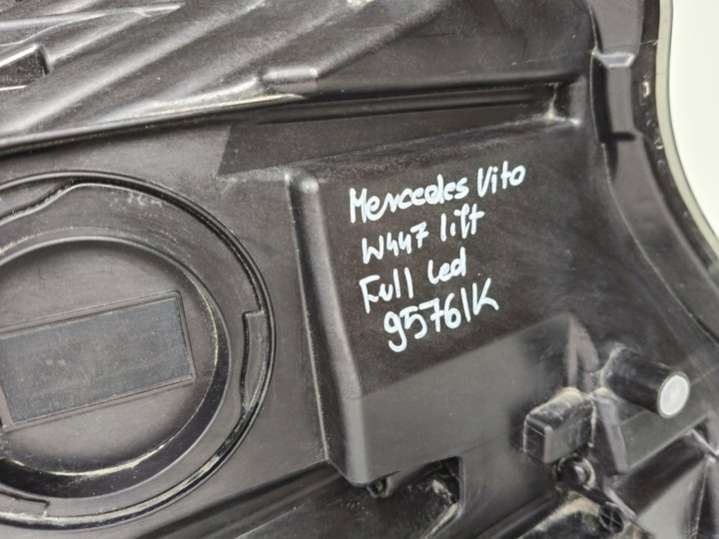 Mercedes Vito
W447 lift
Full Led
95761K